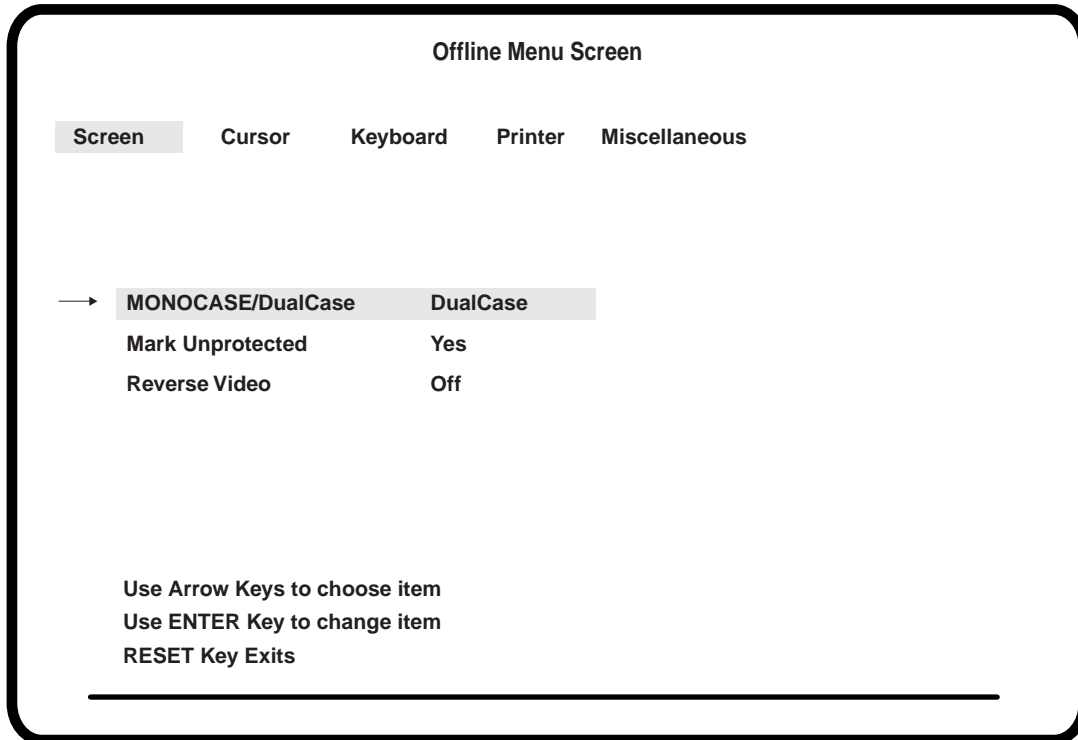 Offline Menu Screen
Screen Cursor Keyboard Printer Miscellaneous
MONOCASE/DualCase DualCase
Mark Unprotected Yes
Reverse Video Off
Use Arrow Keys to choose item
Use ENTER Key to change item
RESET Key Exits